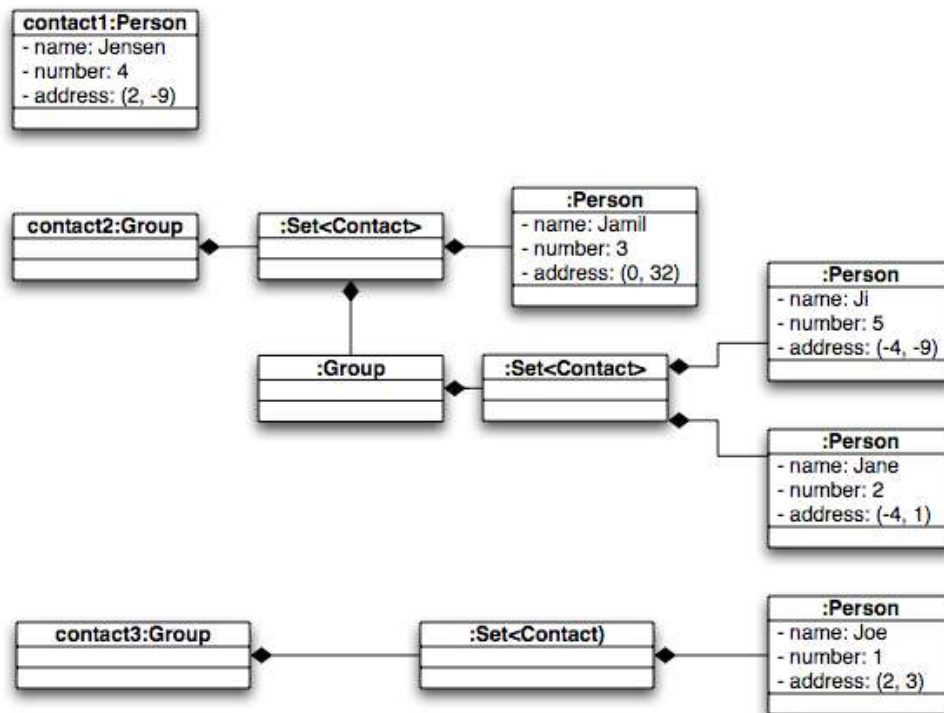 contact1:Person
- name: Jensen
- number: 4
- address: (2, -9)
contact2:Group
:Set<Contact>
:Person
- name: Jamil
- number: 3
- address: (0, 32)
:Group
:Set<Contact>
:Person
- name: Ji
- number: 5
- address: (-4, -9)
:Person
- name: Jane
- number: 2
- address: (-4, 1)
contact3:Group
:Set<Contact)
:Person
- name: Joe
- number: 1
- address: (2, 3)